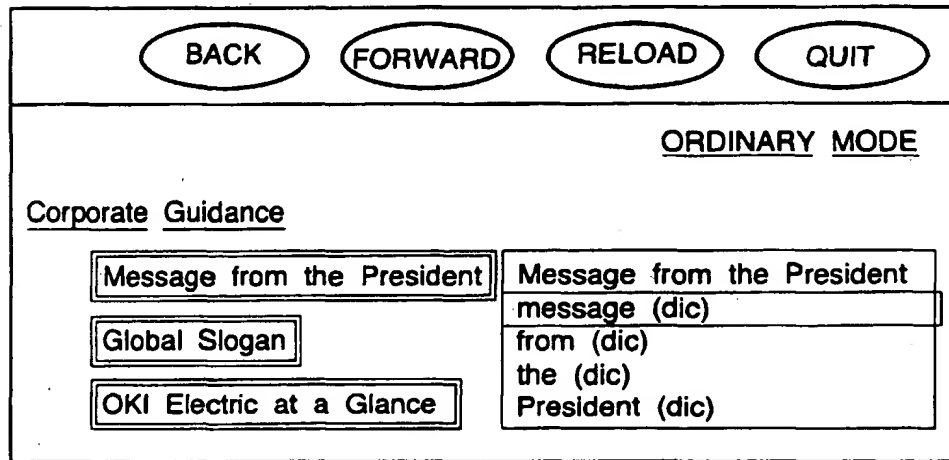 BACK FORWARD RELOAD QUIT
ORDINARY MODE
Corporate Guidance
Message from the President
Global Slogan
OKI Electric at a Glance
Message from the President
message (dic)
from (dic)
the (dic)
President (dic)